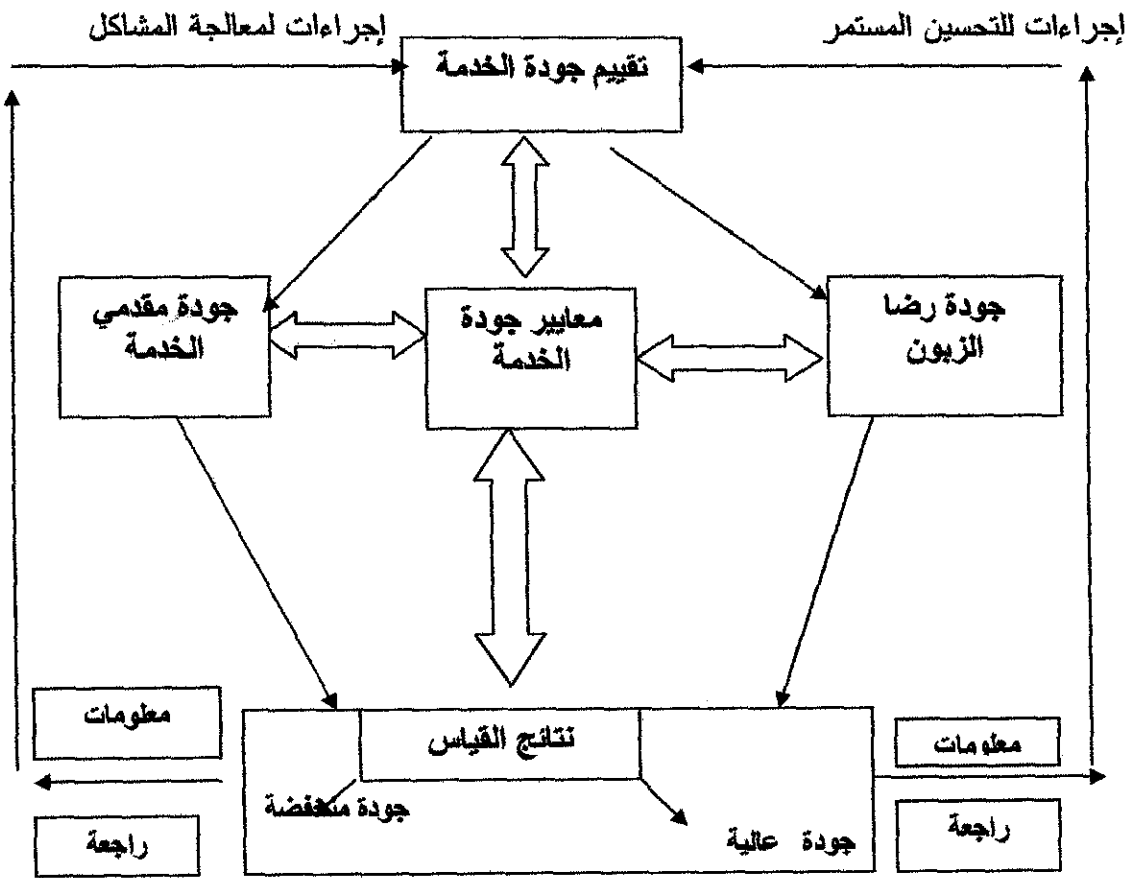 إجراءات للتحسين المستمر
إجراءات لمعالجة المشاكل
تقييم جودة الخدمة
جودة رضا
الزبون
معايير جودة
الخدمة
جودة مقدمي
الخدمة
معلومات
نتائج القياس
معلومات
جودة منخفضة
جودة عالية
راجعة
راجعة